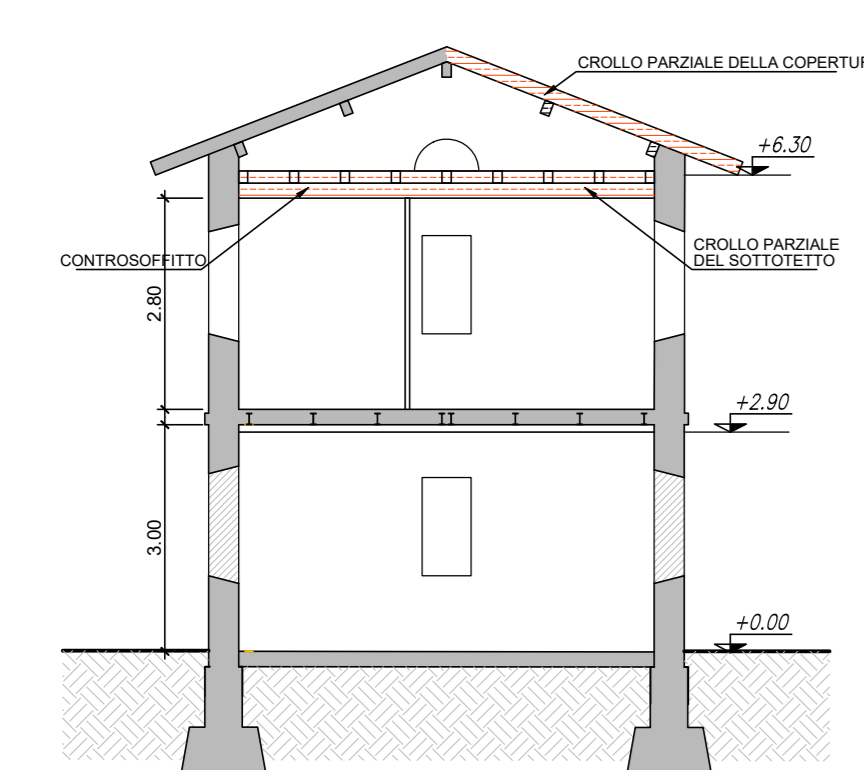 CROLLO PARZIALE DELLA COPERTUR
+6.30
CONTROSOFFITTO
CROLLO PARZIALE
DEL SOTTOTETTO
2.80
+2.90
3.00
+0.00